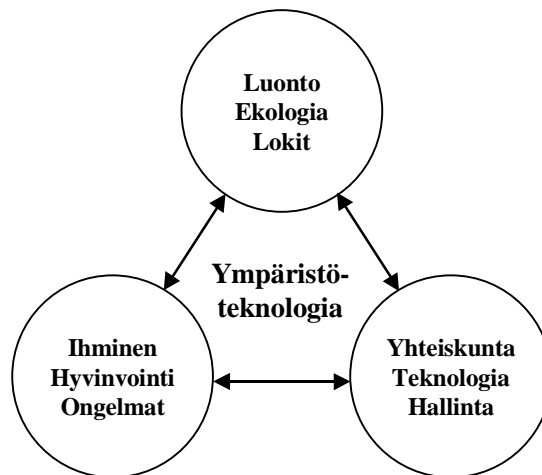 Luonto
Ekologia
Lokit
Ympäristö-
teknologia
Ihminen
Hyvinvointi
Ongelmat
Yhteiskunta
Teknologia
Hallinta